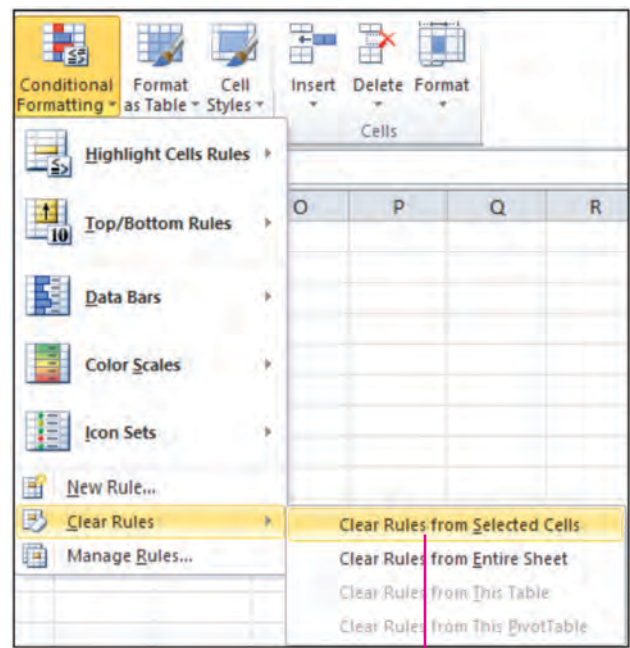 Conditional Formatting
Format as Table
Cell Styles
Insert
Delete
Format
Cells
Highlight Cells Rules
O P Q R
Top/Bottom Rules
Data Bars
Color Scales
Icon Sets
New Rule...
Clear Rules
Manage Rules...
Clear Rules from Selected Cells
Clear Rules from Entire Sheet
Clear Rules from This Table
Clear Rules from This PivotTable